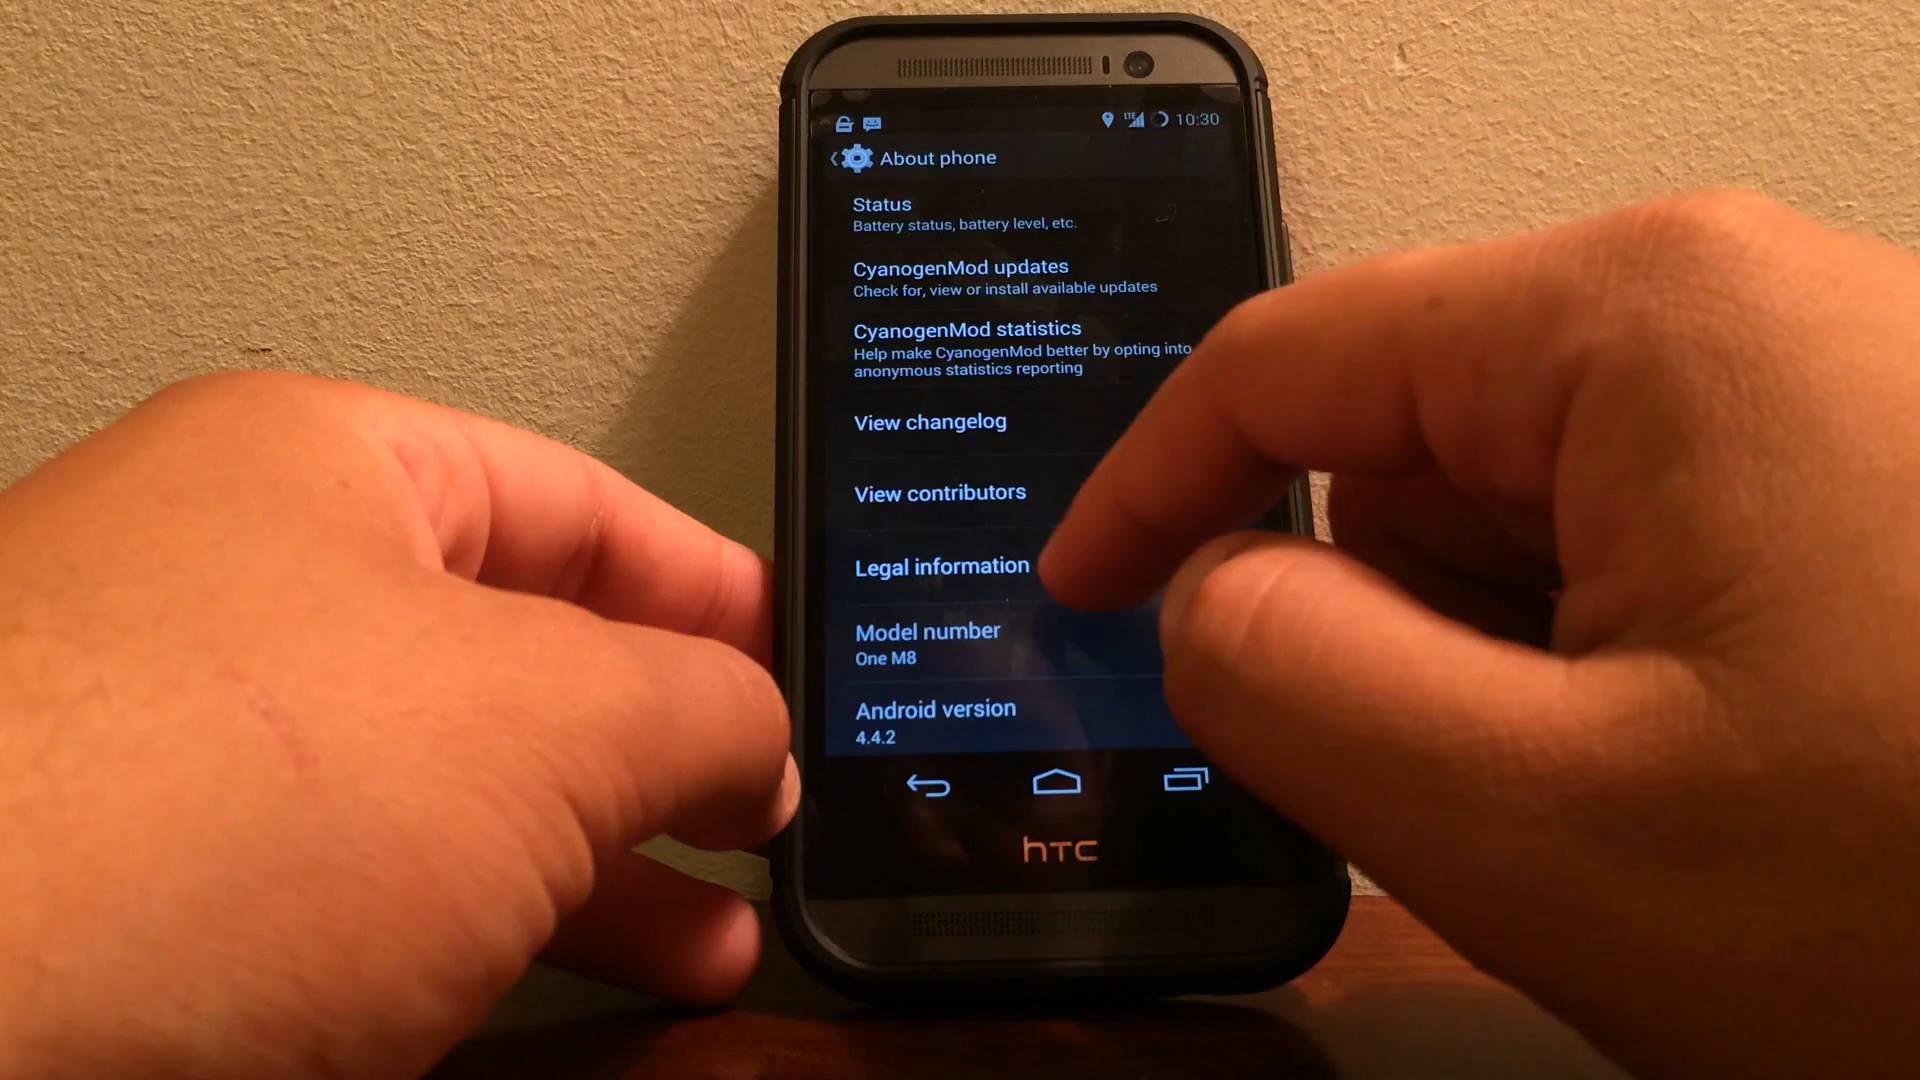 LTE 10:30
About phone
Status
Battery status, battery level, etc.
CyanogenMod updates
Check for, view or install available updates
CyanogenMod statistics
Help make CyanogenMod better by opting into
anonymous statistics reporting
View changelog
View contributors
Legal information
Model number
One M8
Android version
4.4.2
hTC